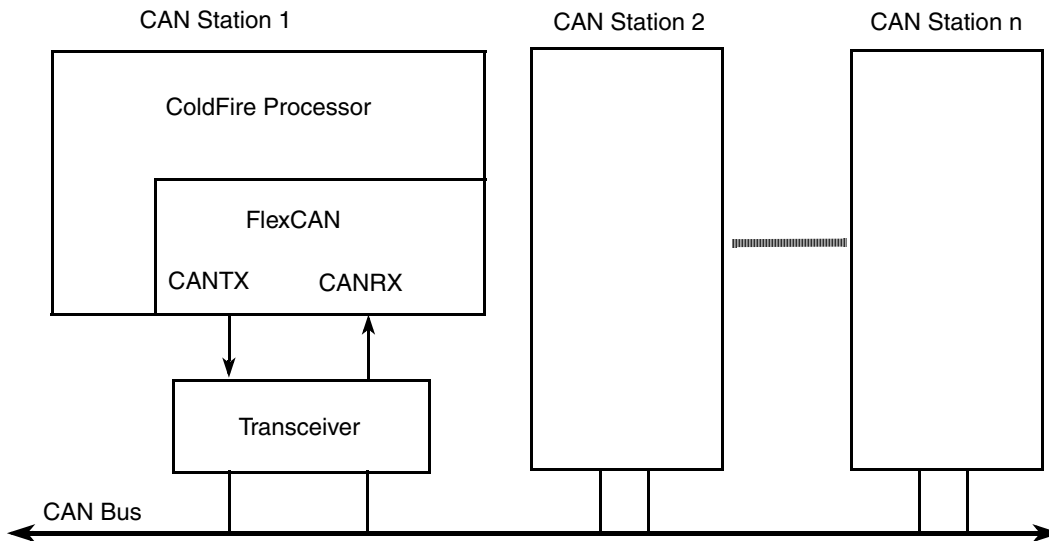 CAN Station 1
CAN Station 2
CAN Station n
ColdFire Processor
FlexCAN
CANTX
CANRX
Transceiver
CAN Bus